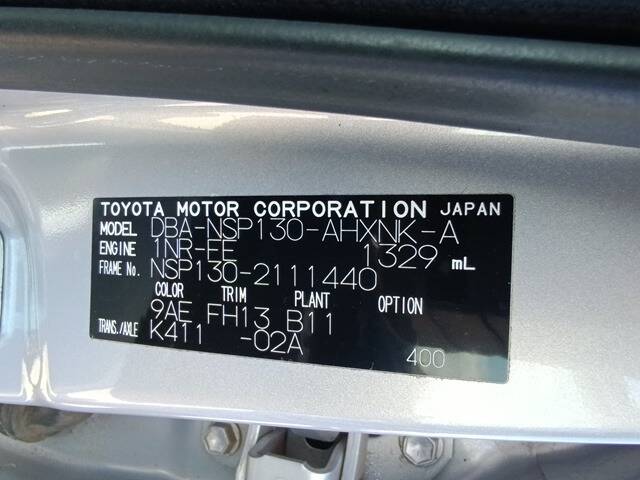 TOYOTA MOTOR CORPORATION JAPAN
MODEL DBA-NSP130-AHXNK-A
ENGINE 1NR-EE 1329 mL
FRAME No. NSP130-2111440
COLOR TRIM PLANT OPTION
9AE FH13 B11
TRANS./AXLE K411 -02A
400